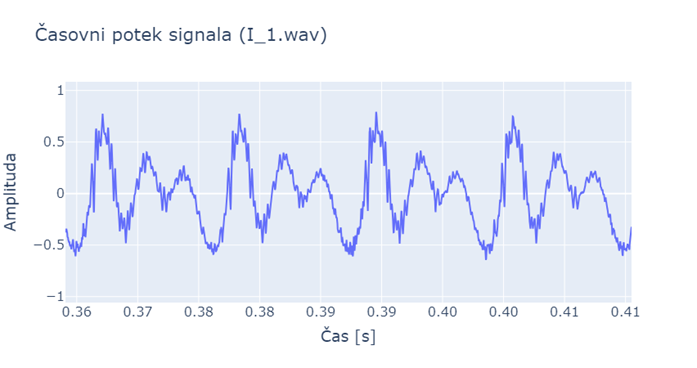 Časovni potek signala (I_1.wav)
Amplituda
1
0.5
0
−0.5
−1
0.36 0.37 0.38 0.38 0.39 0.39 0.40 0.40 0.41 0.41
Čas [s]